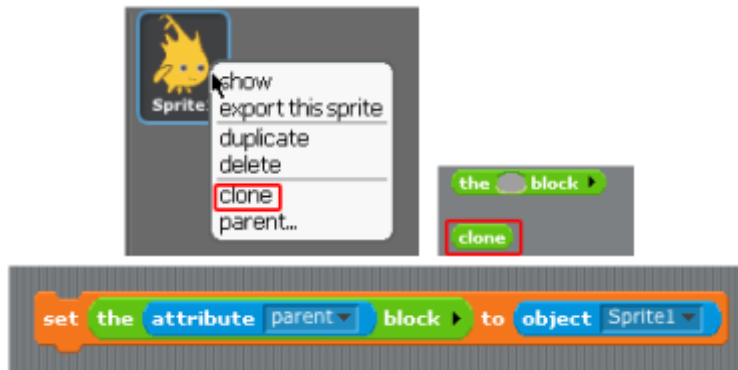 Sprite
show
export this sprite
duplicate
delete
clone
parent...
the block
clone
set the attribute parent block to object Sprite1